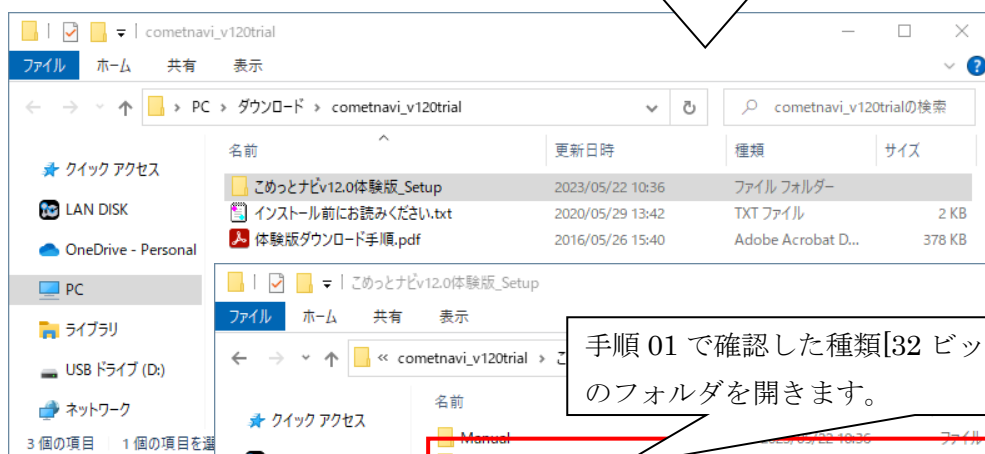 cometnavi_v120trial
ファイル ホーム 共有 表示
PC ダウンロード cometnavi_v120trial cometnavi_v120trialの検索
名前 更新日時 種類 サイズ
クイック アクセス
こめっとナビv12.0体験版_Setup 2023/05/22 10:36 ファイル フォルダー
LAN DISK
インストール前にお読みください.txt 2020/05/29 13:42 TXT ファイル 2 KB
OneDrive - Personal
体験版ダウンロード手順.pdf 2016/05/26 15:40 Adobe Acrobat D... 378 KB
PC
ライブラリ
USB ドライブ (D:)
ネットワーク
3 個の項目 1 個の項目を選
こめっとナビv12.0体験版_Setup
ファイル ホーム 共有 表示
« cometnavi_v120trial
名前
クイック アクセス
Manual 2023/05/22 10:36
手順 01 で確認した種類[32 ビッ
のフォルダを開きます。